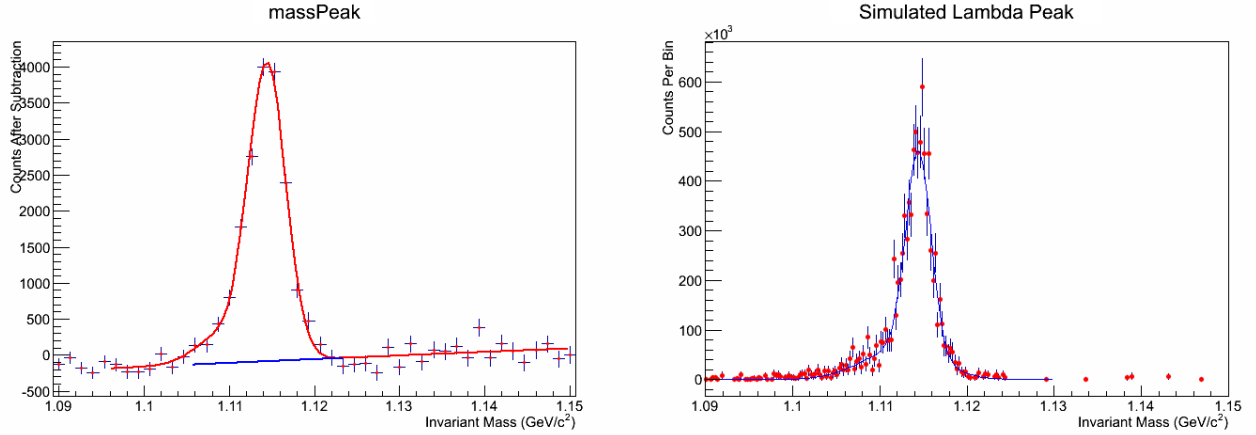 massPeak
Counts After Subtraction
4000
3500
3000
2500
2000
1500
1000
500
0
-500
1.09 1.1 1.11 1.12 1.13 1.14 1.15
Invariant Mass (GeV/c²)
Simulated Lambda Peak
×10³
Counts Per Bin
600
500
400
300
200
100
0
1.09 1.1 1.11 1.12 1.13 1.14 1.15
Invariant Mass (GeV/c²)